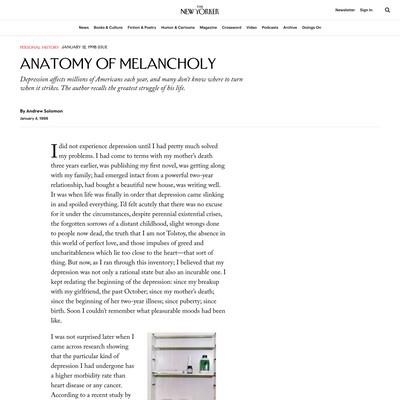 THE
NEW YORKER
Newsletter Sign In
News Books & Culture Fiction & Poetry Humor & Cartoons Magazine Crossword Video Podcasts Archive Goings On
PERSONAL HISTORY JANUARY 12, 1998 ISSUE
ANATOMY OF MELANCHOLY
Depression afflicts millions of Americans each year, and many don't know where to turn
when it strikes. The author recalls the greatest struggle of his life.
By Andrew Solomon
January 4, 1998
I did not experience depression until I had pretty much solved
my problems. I had come to terms with my mother's death
three years earlier, was publishing my first novel, was getting along
with my family; had emerged intact from a powerful two-year
relationship, had bought a beautiful new house, was writing well.
It was when life was finally in order that depression came slinking
in and spoiled everything. I'd felt acutely that there was no excuse
for it under the circumstances, despite perennial existential crises,
the forgotten sorrows of a distant childhood, slight wrongs done
to people now dead, the truth that I am not Tolstoy, the absence in
this world of perfect love, and those impulses of greed and
uncharitableness which lie too close to the heart—that sort of
thing. But now, as I ran through this inventory; I believed that my
depression was not only a rational state but also an incurable one. I
kept redating the beginning of the depression: since my breakup
with my girlfriend, the past October; since my mother's death;
since the beginning of her two-year illness; since puberty; since
birth. Soon I couldn't remember what pleasurable moods had been
like.
I was not surprised later when I
came across research showing
that the particular kind of
depression I had undergone has
a higher morbidity rate than
heart disease or any cancer.
According to a recent study by